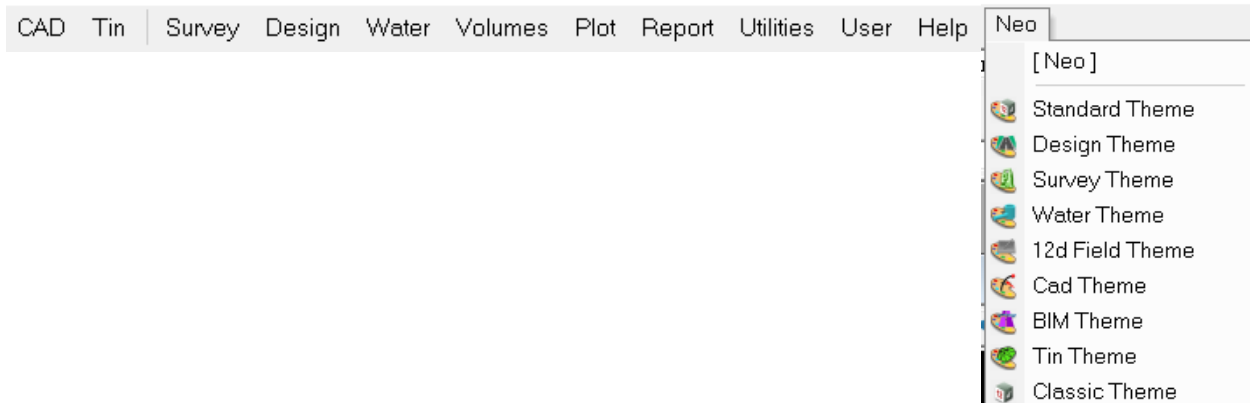 CAD Tin Survey Design Water Volumes Plot Report Utilities User Help Neo
[ Neo ]
Standard Theme
Design Theme
Survey Theme
Water Theme
12d Field Theme
Cad Theme
BIM Theme
Tin Theme
Classic Theme